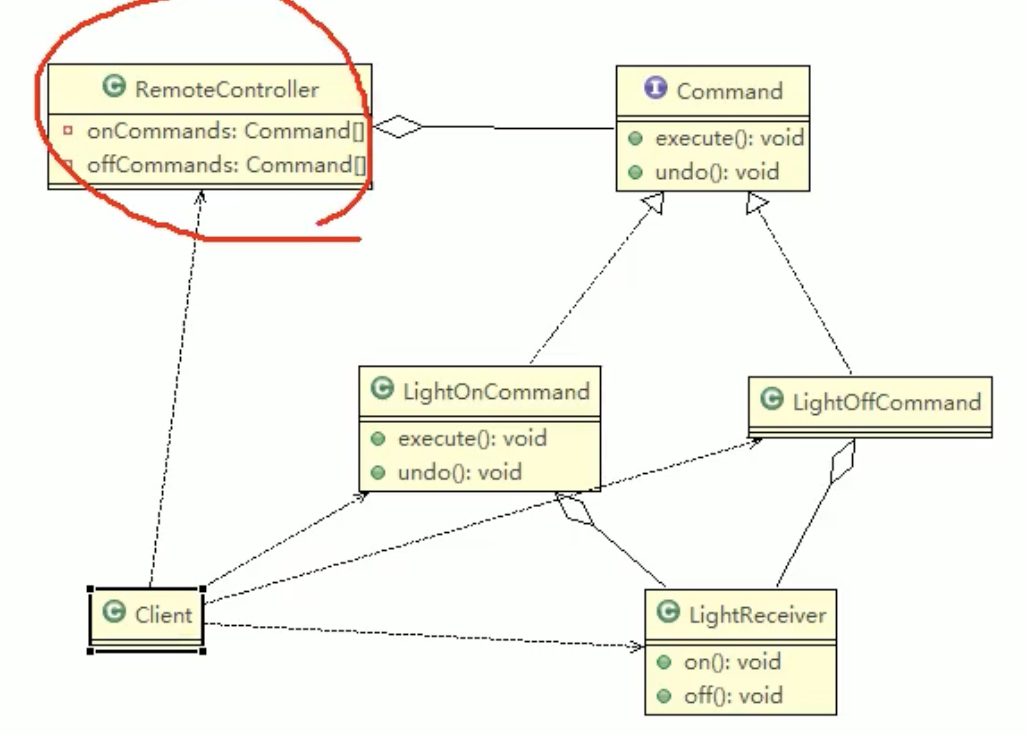 C RemoteController
onCommands: Command[]
offCommands: Command[]
I Command
execute(): void
undo(): void
C LightOnCommand
execute(): void
undo(): void
C LightOffCommand
C Client
C LightReceiver
on(): void
off(): void